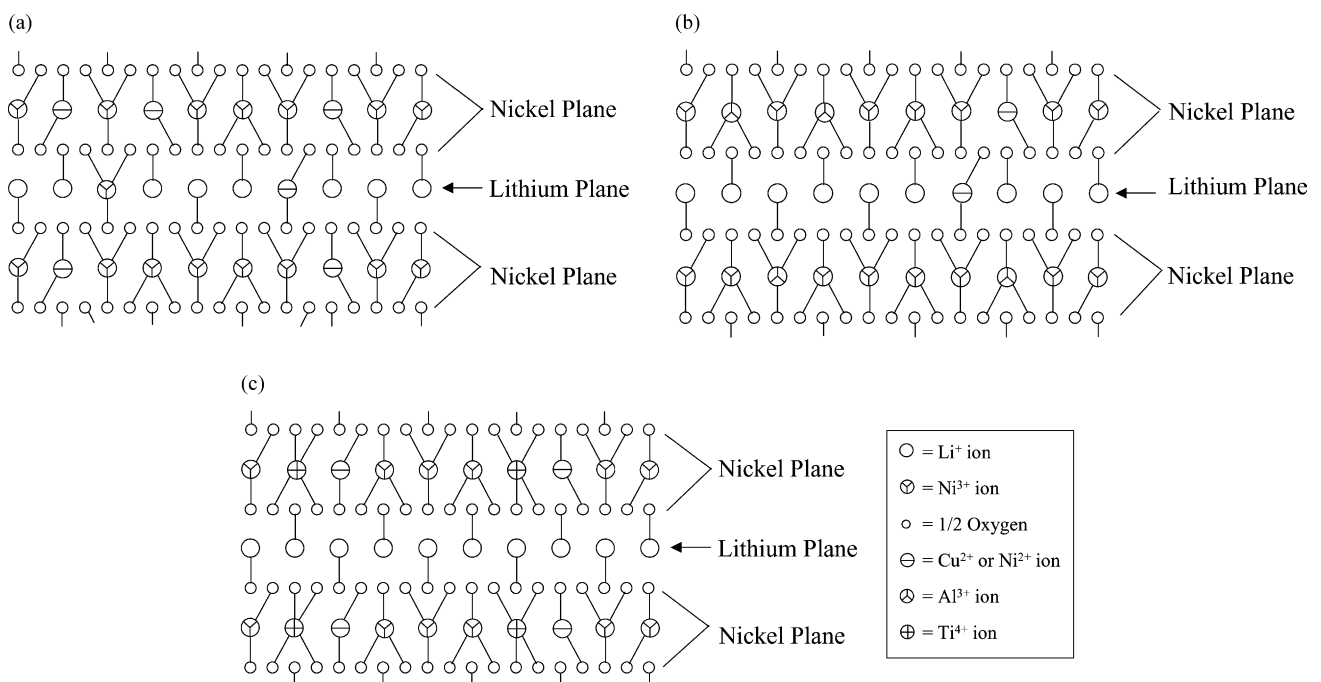 (a)
Nickel Plane
Lithium Plane
Nickel Plane
(b)
Nickel Plane
Lithium Plane
Nickel Plane
(c)
Nickel Plane
Lithium Plane
Nickel Plane
= Li⁺ ion
= Ni³⁺ ion
= 1/2 Oxygen
= Cu²⁺ or Ni²⁺ ion
= Al³⁺ ion
= Ti⁴⁺ ion